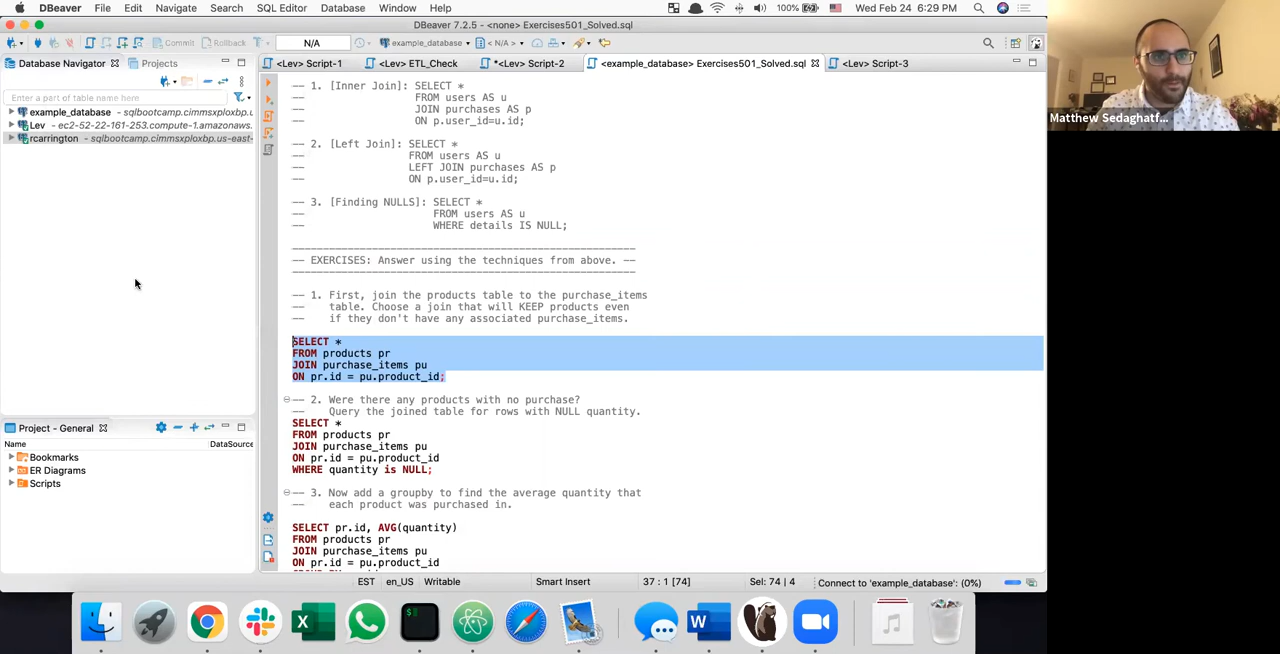 DBeaver File Edit Navigate Search SQL Editor Database Window Help 100% Wed Feb 24 6:29 PM
DBeaver 7.2.5 - <none> Exercises501_Solved.sql
Commit Rollback N/A example_database < N/A >
Database Navigator Projects
<Lev> Script-1 <Lev> ETL_Check *<Lev> Script-2 <example_database> Exercises501_Solved.sql <Lev> Script-3
Enter a part of table name here
example_database - sqlbootcamp.cimmsxploxbp.
Lev - ec2-52-22-161-253.compute-1.amazonaws.
rcarrington - sqlbootcamp.cimmsxploxbp.us-east-
Matthew Sedaghatf...
-- 1. [Inner Join]: SELECT *
-- FROM users AS u
-- JOIN purchases AS p
-- ON p.user_id=u.id;
-- 2. [Left Join]: SELECT *
-- FROM users AS u
-- LEFT JOIN purchases AS p
-- ON p.user_id=u.id;
-- 3. [Finding NULLS]: SELECT *
-- FROM users AS u
-- WHERE details IS NULL;
-- EXERCISES: Answer using the techniques from above. --
-- 1. First, join the products table to the purchase_items
-- table. Choose a join that will KEEP products even
-- if they don't have any associated purchase_items.
SELECT *
FROM products pr
JOIN purchase_items pu
ON pr.id = pu.product_id;
-- 2. Were there any products with no purchase?
-- Query the joined table for rows with NULL quantity.
SELECT *
FROM products pr
JOIN purchase_items pu
ON pr.id = pu.product_id
WHERE quantity is NULL;
-- 3. Now add a groupby to find the average quantity that
-- each product was purchased in.
SELECT pr.id, AVG(quantity)
FROM products pr
JOIN purchase_items pu
ON pr.id = pu.product_id
Project - General
Name DataSource
Bookmarks
ER Diagrams
Scripts
EST en_US Writable Smart Insert 37 : 1 [74] Sel: 74 | 4 Connect to 'example_database': (0%)